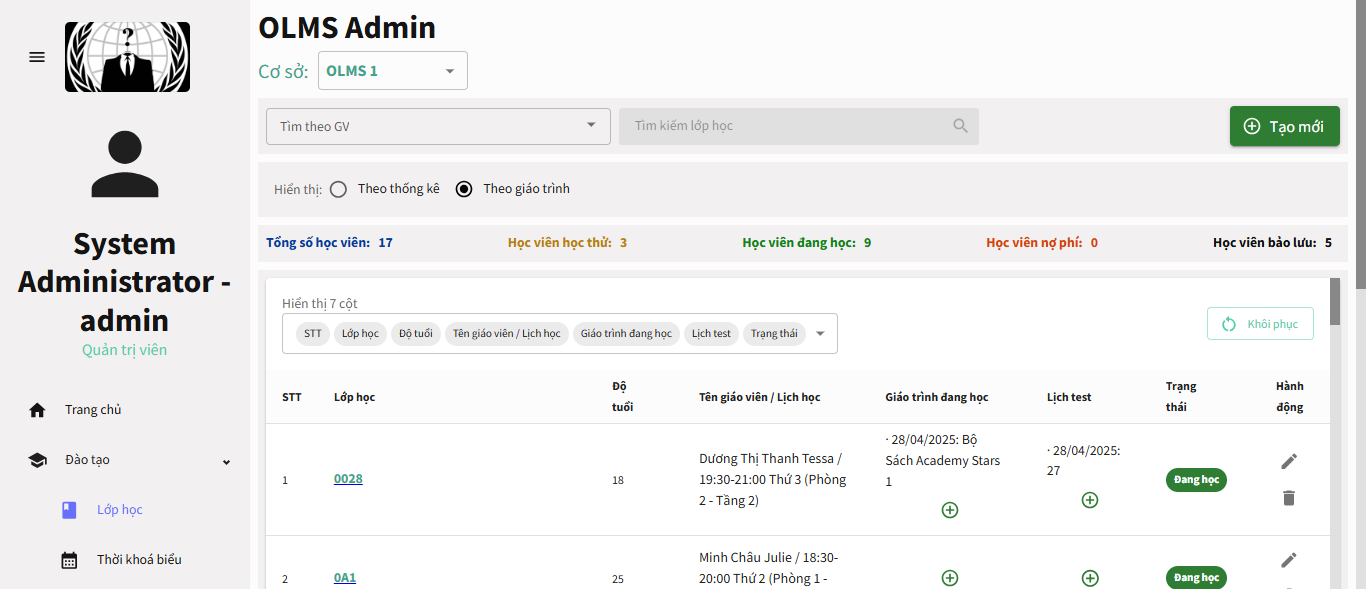 OLMS Admin
Cơ sở: OLMS 1
Tìm theo GV
Tìm kiếm lớp học
Tạo mới
Hiển thị: Theo thống kê Theo giáo trình
Tổng số học viên: 17 Học viên học thử: 3 Học viên đang học: 9 Học viên nợ phí: 0 Học viên bảo lưu: 5
System
Administrator -
admin
Quản trị viên
Trang chủ
Đào tạo
Lớp học
Thời khoá biểu
Hiển thị 7 cột
STT Lớp học Độ tuổi Tên giáo viên / Lịch học Giáo trình đang học Lịch test Trạng thái
Khôi phục
STT
Lớp học
Độ
tuổi
Tên giáo viên / Lịch học
Giáo trình đang học
Lịch test
Trạng
thái
Hành
động
1
0028
18
Dương Thị Thanh Tessa /
19:30-21:00 Thứ 3 (Phòng
2 - Tầng 2)
· 28/04/2025: Bộ
Sách Academy Stars
1
· 28/04/2025:
27
Đang học
2
0A1
25
Minh Châu Julie / 18:30-
20:00 Thứ 2 (Phòng 1 -
Đang học